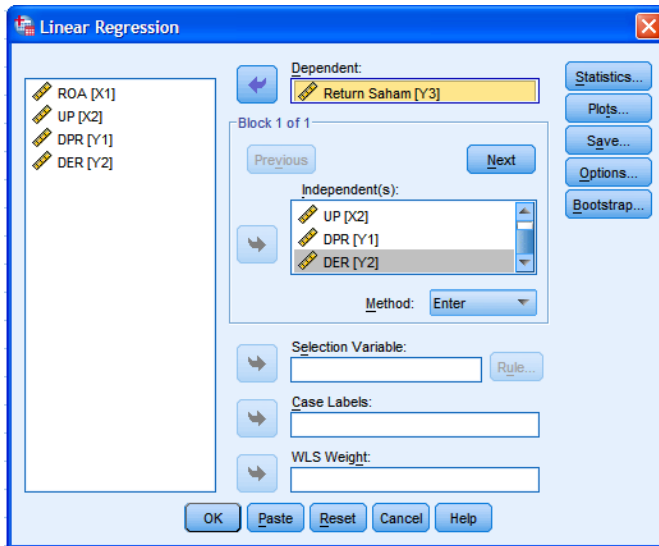 Linear Regression
ROA [X1]
UP [X2]
DPR [Y1]
DER [Y2]
Dependent:
Return Saham [Y3]
Block 1 of 1
Previous
Next
Independent(s):
UP [X2]
DPR [Y1]
DER [Y2]
Method: Enter
Selection Variable:
Rule...
Case Labels:
WLS Weight:
Statistics...
Plots...
Save...
Options...
Bootstrap...
OK Paste Reset Cancel Help